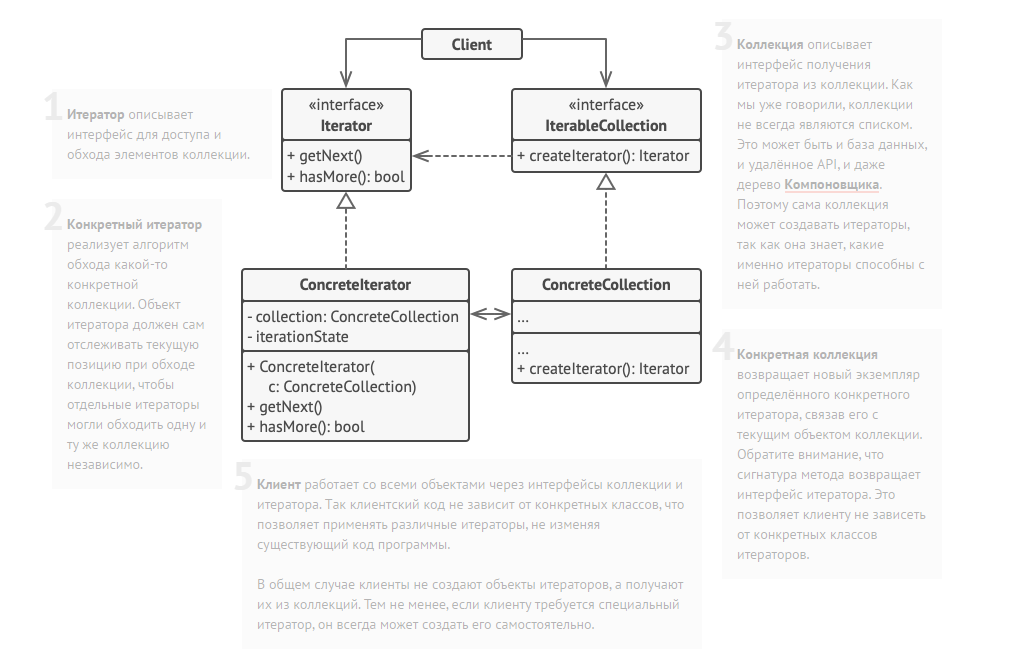 Client
«interface»
Iterator
+ getNext()
+ hasMore(): bool
«interface»
IterableCollection
+ createIterator(): Iterator
ConcreteIterator
- collection: ConcreteCollection
- iterationState
+ ConcreteIterator(
c: ConcreteCollection)
+ getNext()
+ hasMore(): bool
ConcreteCollection
...
...
+ createIterator(): Iterator
1
Итератор описывает
интерфейс для доступа и
обхода элементов коллекции.
2
Конкретный итератор
реализует алгоритм
обхода какой-то
конкретной
коллекции. Объект
итератора должен сам
отслеживать текущую
позицию при обходе
коллекции, чтобы
отдельные итераторы
могли обходить одну и
ту же коллекцию
независимо.
3
Коллекция описывает
интерфейс получения
итератора из коллекции. Как
мы уже говорили, коллекции
не всегда являются списком.
Это может быть и база данных,
и удалённое API, и даже
дерево Компоновщика.
Поэтому сама коллекция
может создавать итераторы,
так как она знает, какие
именно итераторы способны с
ней работать.
4
Конкретная коллекция
возвращает новый экземпляр
определённого конкретного
итератора, связав его с
текущим объектом коллекции.
Обратите внимание, что
сигнатура метода возвращает
интерфейс итератора. Это
позволяет клиенту не зависеть
от конкретных классов
итераторов.
5
Клиент работает со всеми объектами через интерфейсы коллекции и
итератора. Так клиентский код не зависит от конкретных классов, что
позволяет применять различные итераторы, не изменяя
существующий код программы.
В общем случае клиенты не создают объекты итераторов, а получают
их из коллекций. Тем не менее, если клиенту требуется специальный
итератор, он всегда может создать его самостоятельно.